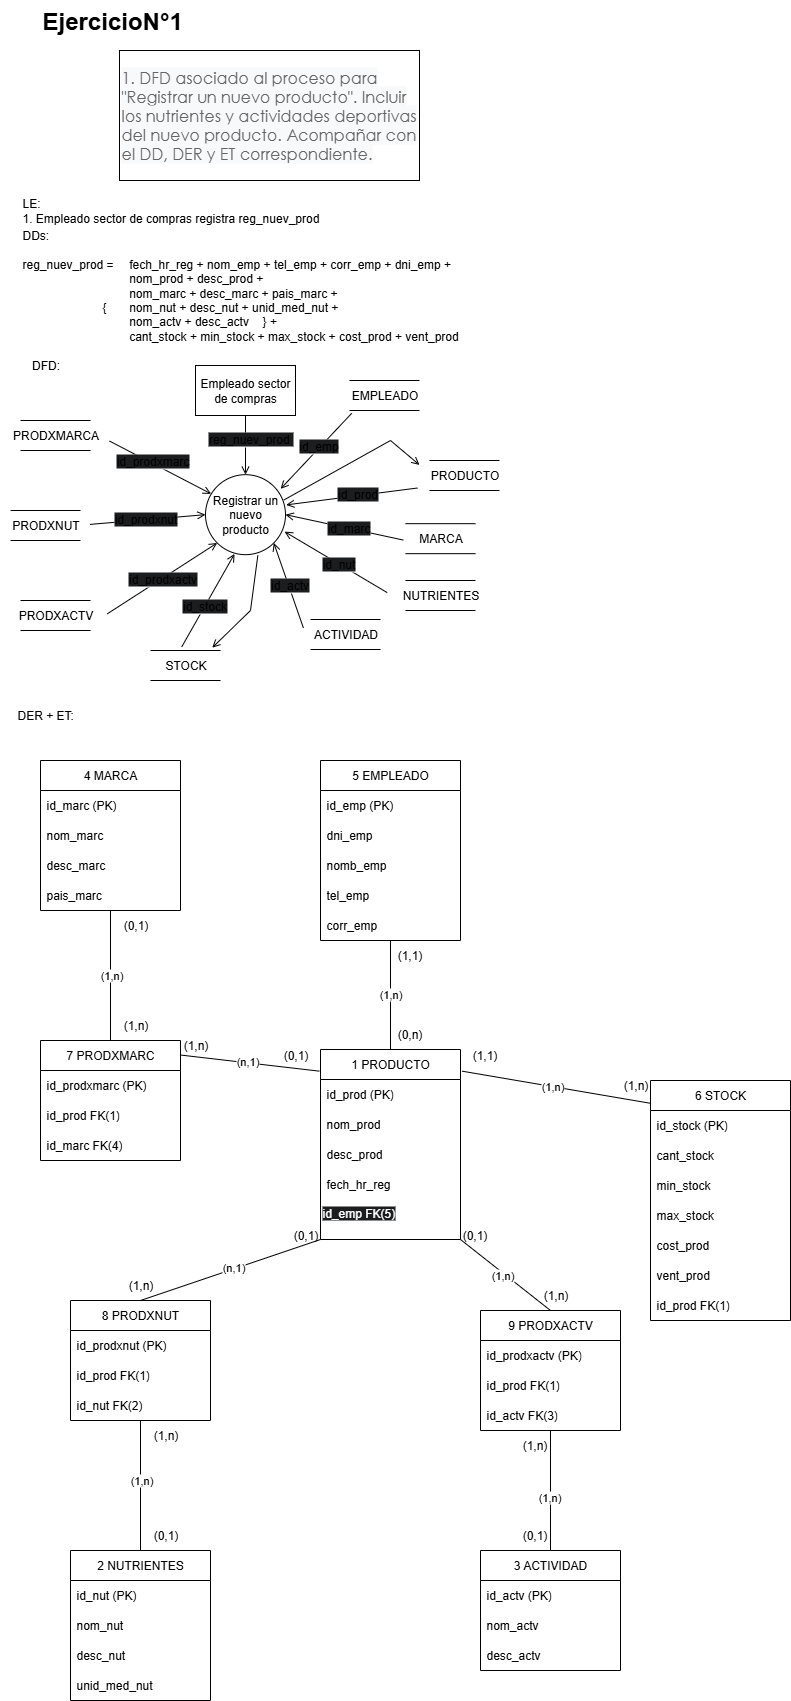 EjercicioN°1
1. DFD asociado al proceso para
"Registrar un nuevo producto". Incluir
los nutrientes y actividades deportivas
del nuevo producto. Acompañar con
el DD, DER y ET correspondiente.
LE:
1. Empleado sector de compras registra reg_nuev_prod
DDs:
reg_nuev_prod = fech_hr_reg + nom_emp + tel_emp + corr_emp + dni_emp +
nom_prod + desc_prod +
nom_marc + desc_marc + pais_marc +
{ nom_nut + desc_nut + unid_med_nut +
nom_actv + desc_actv } +
cant_stock + min_stock + max_stock + cost_prod + vent_prod
DFD:
Empleado sector
de compras
EMPLEADO
PRODXMARCA
reg_nuev_prod
id_emp
id_prodxmarc
PRODUCTO
id_prod
Registrar un
nuevo
producto
PRODXNUT
id_prodxnut
id_marc
MARCA
id_nut
id_prodxactv
id_actv
NUTRIENTES
id_stock
PRODXACTV
ACTIVIDAD
STOCK
DER + ET:
4 MARCA
id_marc (PK)
nom_marc
desc_marc
pais_marc
(0,1)
(1,n)
(1,n)
5 EMPLEADO
id_emp (PK)
dni_emp
nomb_emp
tel_emp
corr_emp
(1,1)
(1,n)
(0,n)
7 PRODXMARC
id_prodxmarc (PK)
id_prod FK(1)
id_marc FK(4)
(1,n)
(n,1)
(0,1)
1 PRODUCTO
id_prod (PK)
nom_prod
desc_prod
fech_hr_reg
id_emp FK(5)
(1,1)
(1,n)
(1,n)
6 STOCK
id_stock (PK)
cant_stock
min_stock
max_stock
cost_prod
vent_prod
id_prod FK(1)
(0,1)
(n,1)
(1,n)
(0,1)
(1,n)
(1,n)
8 PRODXNUT
id_prodxnut (PK)
id_prod FK(1)
id_nut FK(2)
9 PRODXACTV
id_prodxactv (PK)
id_prod FK(1)
id_actv FK(3)
(1,n)
(1,n)
(0,1)
(1,n)
(1,n)
(0,1)
2 NUTRIENTES
id_nut (PK)
nom_nut
desc_nut
unid_med_nut
3 ACTIVIDAD
id_actv (PK)
nom_actv
desc_actv